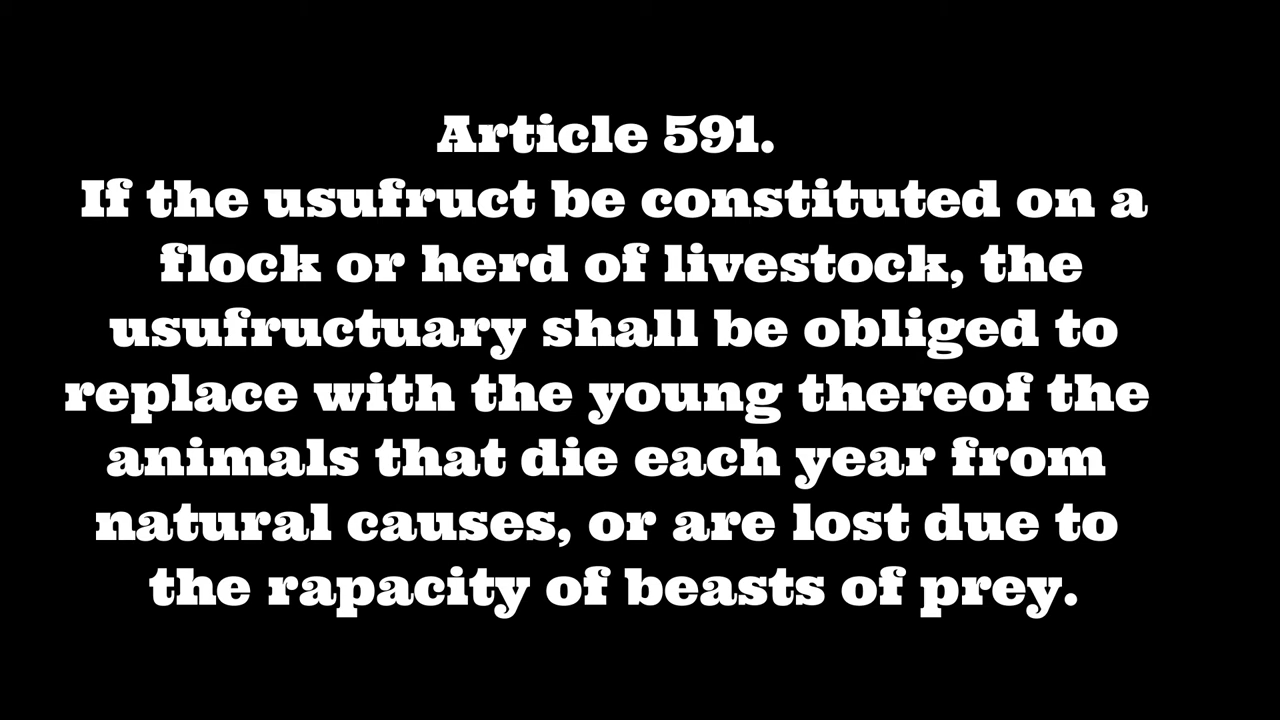 Article 591.
If the usufruct be constituted on a
flock or herd of livestock, the
usufructuary shall be obliged to
replace with the young thereof the
animals that die each year from
natural causes, or are lost due to
the rapacity of beasts of prey.